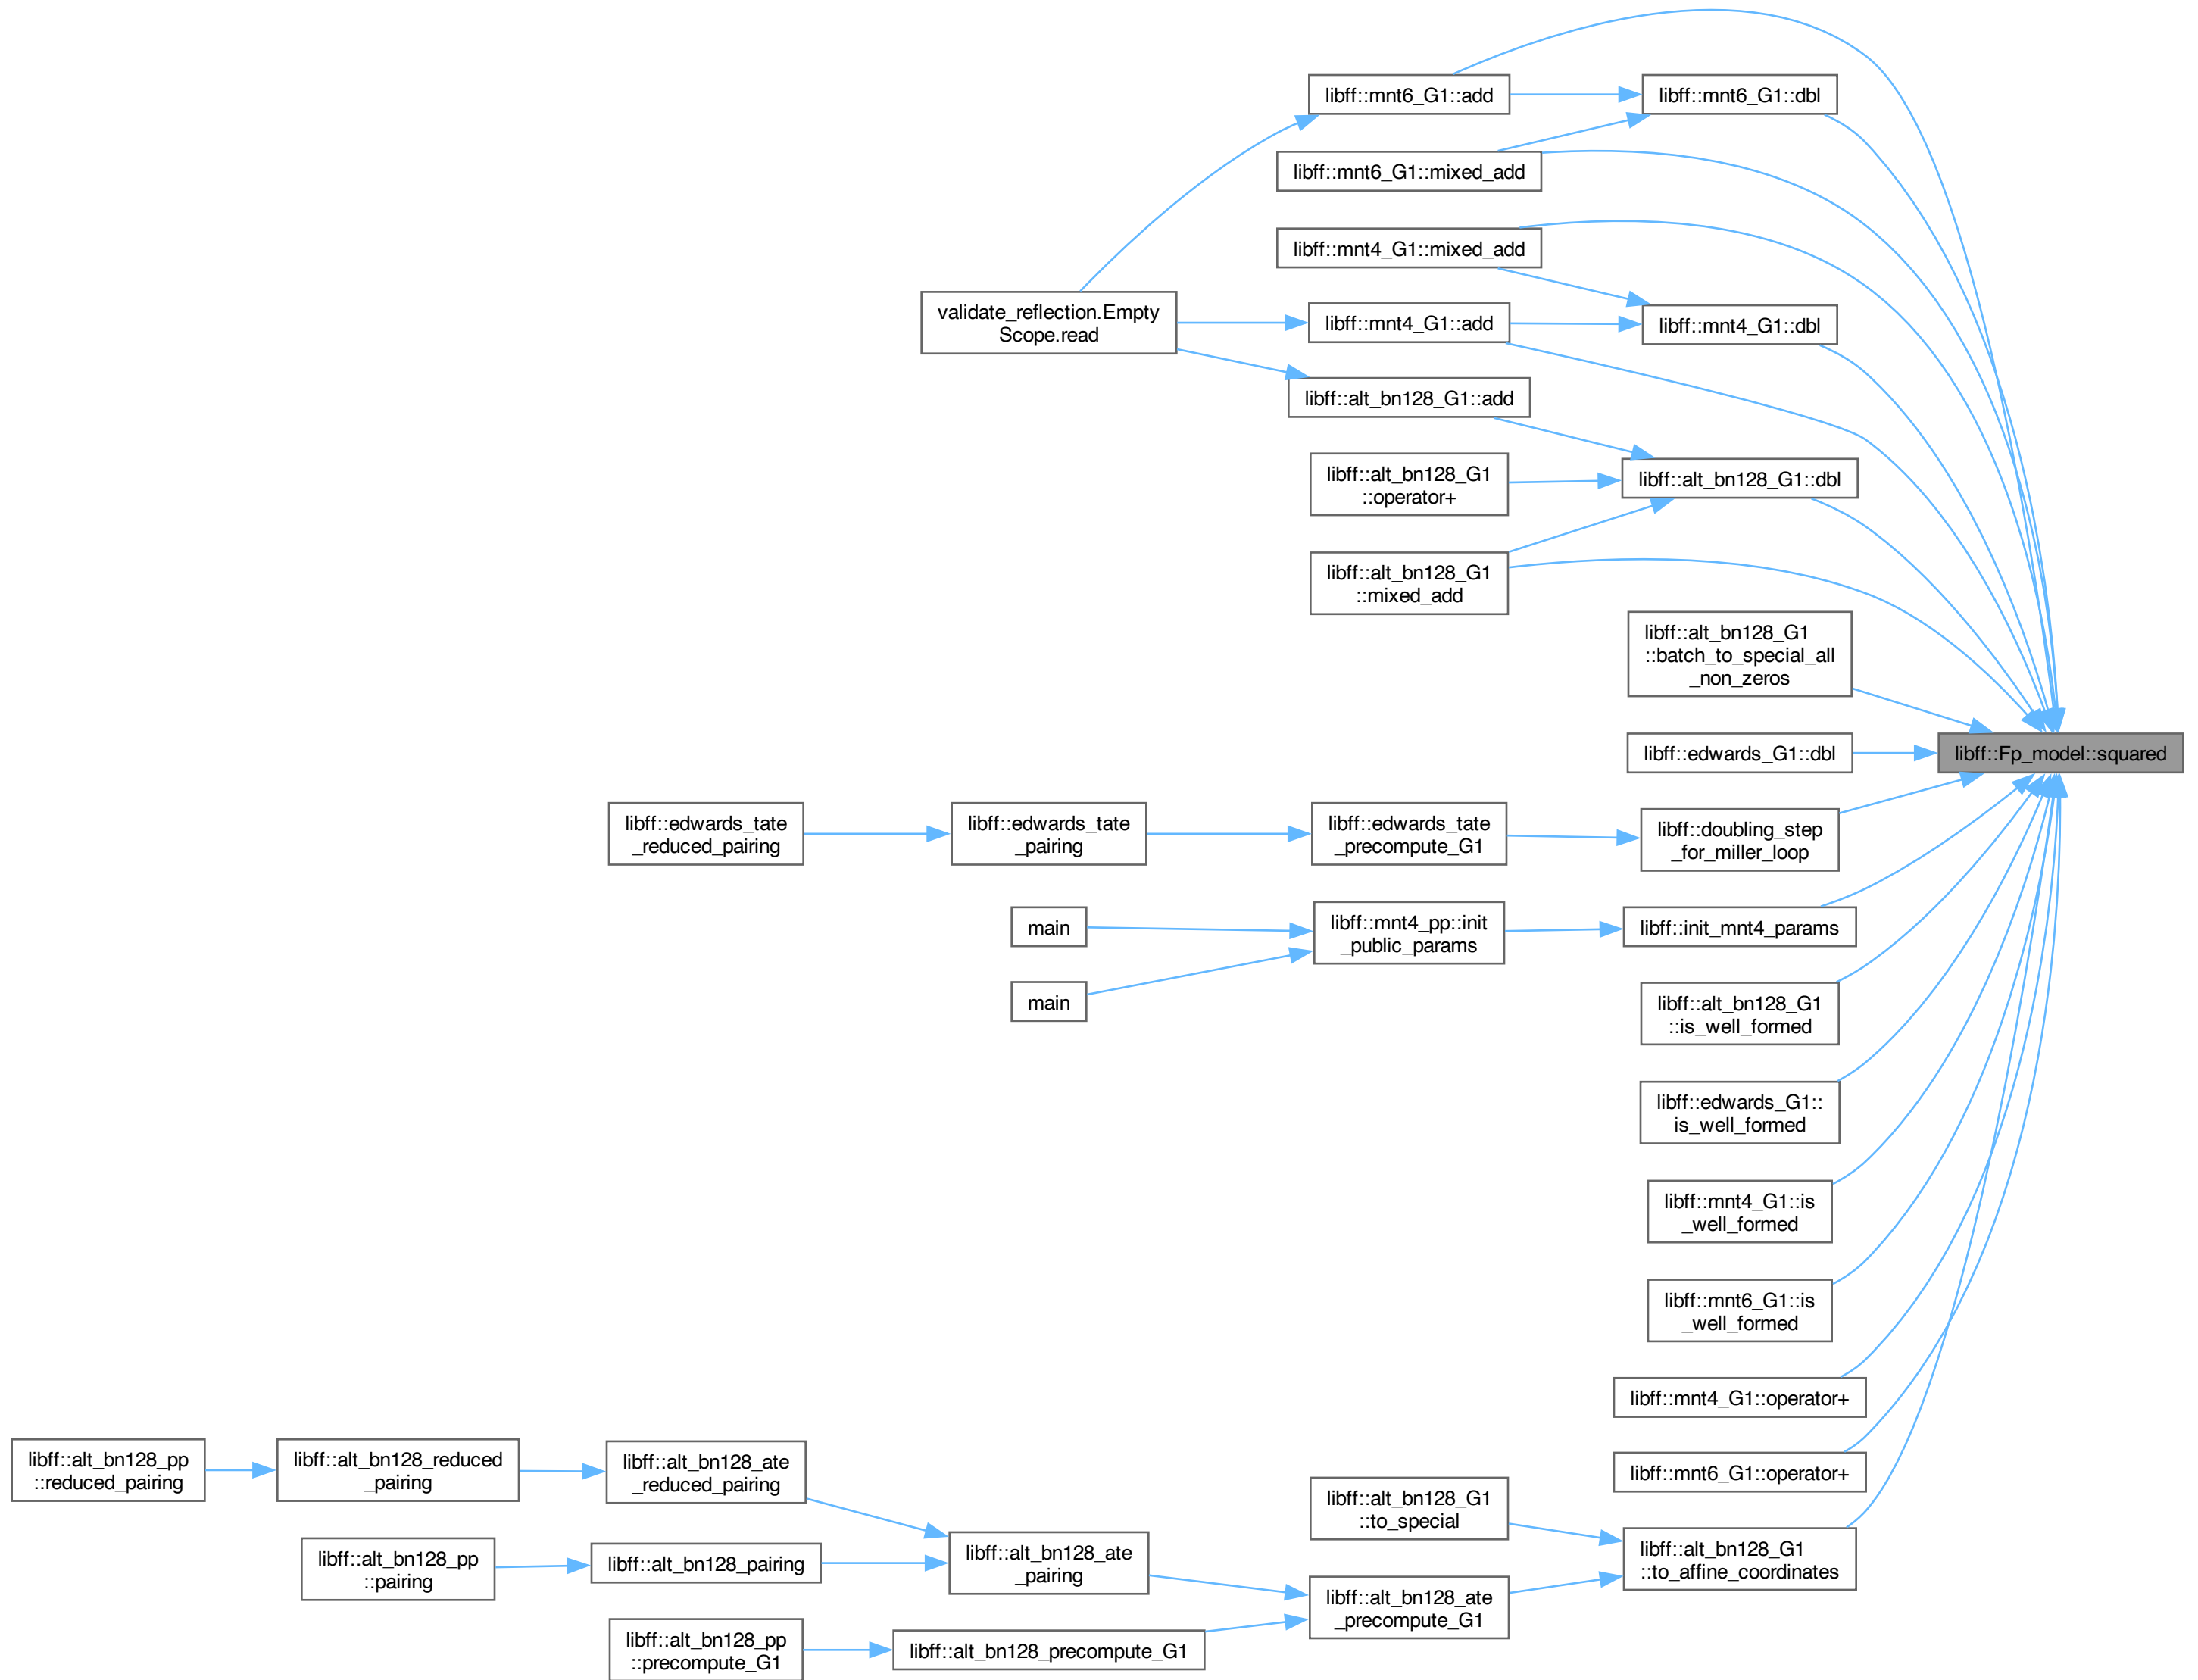 libff::mnt6_G1::add
libff::mnt6_G1::dbl
libff::mnt6_G1::mixed_add
libff::mnt4_G1::mixed_add
validate_reflection.Empty
Scope.read
libff::mnt4_G1::add
libff::mnt4_G1::dbl
libff::alt_bn128_G1::add
libff::alt_bn128_G1
::operator+
libff::alt_bn128_G1::dbl
libff::alt_bn128_G1
::mixed_add
libff::alt_bn128_G1
::batch_to_special_all
_non_zeros
libff::edwards_G1::dbl
libff::Fp_model::squared
libff::edwards_tate
_reduced_pairing
libff::edwards_tate
_pairing
libff::edwards_tate
_precompute_G1
libff::doubling_step
_for_miller_loop
main
libff::mnt4_pp::init
_public_params
libff::init_mnt4_params
main
libff::alt_bn128_G1
::is_well_formed
libff::edwards_G1::
is_well_formed
libff::mnt4_G1::is
_well_formed
libff::mnt6_G1::is
_well_formed
libff::mnt4_G1::operator+
libff::mnt6_G1::operator+
libff::alt_bn128_pp
::reduced_pairing
libff::alt_bn128_reduced
_pairing
libff::alt_bn128_ate
_reduced_pairing
libff::alt_bn128_G1
::to_special
libff::alt_bn128_pp
::pairing
libff::alt_bn128_pairing
libff::alt_bn128_ate
_pairing
libff::alt_bn128_G1
::to_affine_coordinates
libff::alt_bn128_ate
_precompute_G1
libff::alt_bn128_pp
::precompute_G1
libff::alt_bn128_precompute_G1